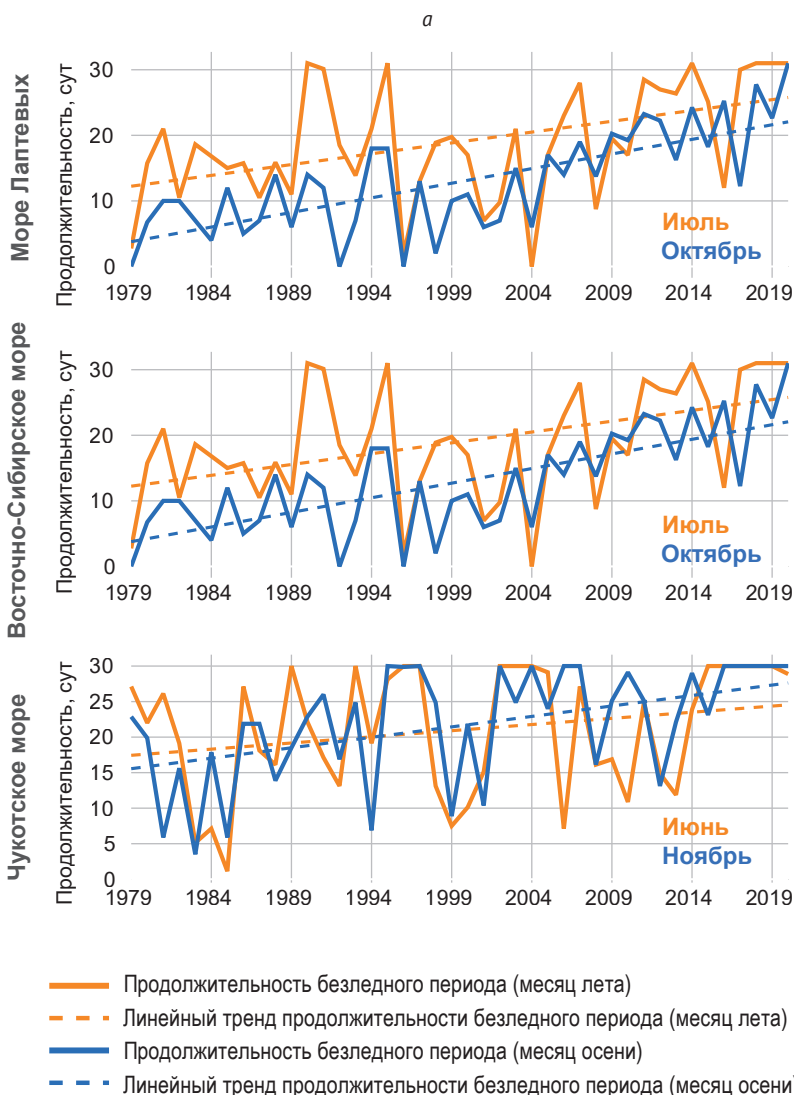 а
Море Лаптевых
Продолжительность, сут
30
20
10
0
1979 1984 1989 1994 1999 2004 2009 2014 2019
Июль
Октябрь
Восточно-Сибирское море
Продолжительность, сут
30
20
10
0
1979 1984 1989 1994 1999 2004 2009 2014 2019
Июль
Октябрь
Чукотское море
Продолжительность, сут
30
25
20
15
10
5
0
1979 1984 1989 1994 1999 2004 2009 2014 2019
Июнь
Ноябрь
Продолжительность безледного периода (месяц лета)
Линейный тренд продолжительности безледного периода (месяц лета)
Продолжительность безледного периода (месяц осени)
Линейный тренд продолжительности безледного периода (месяц осени)